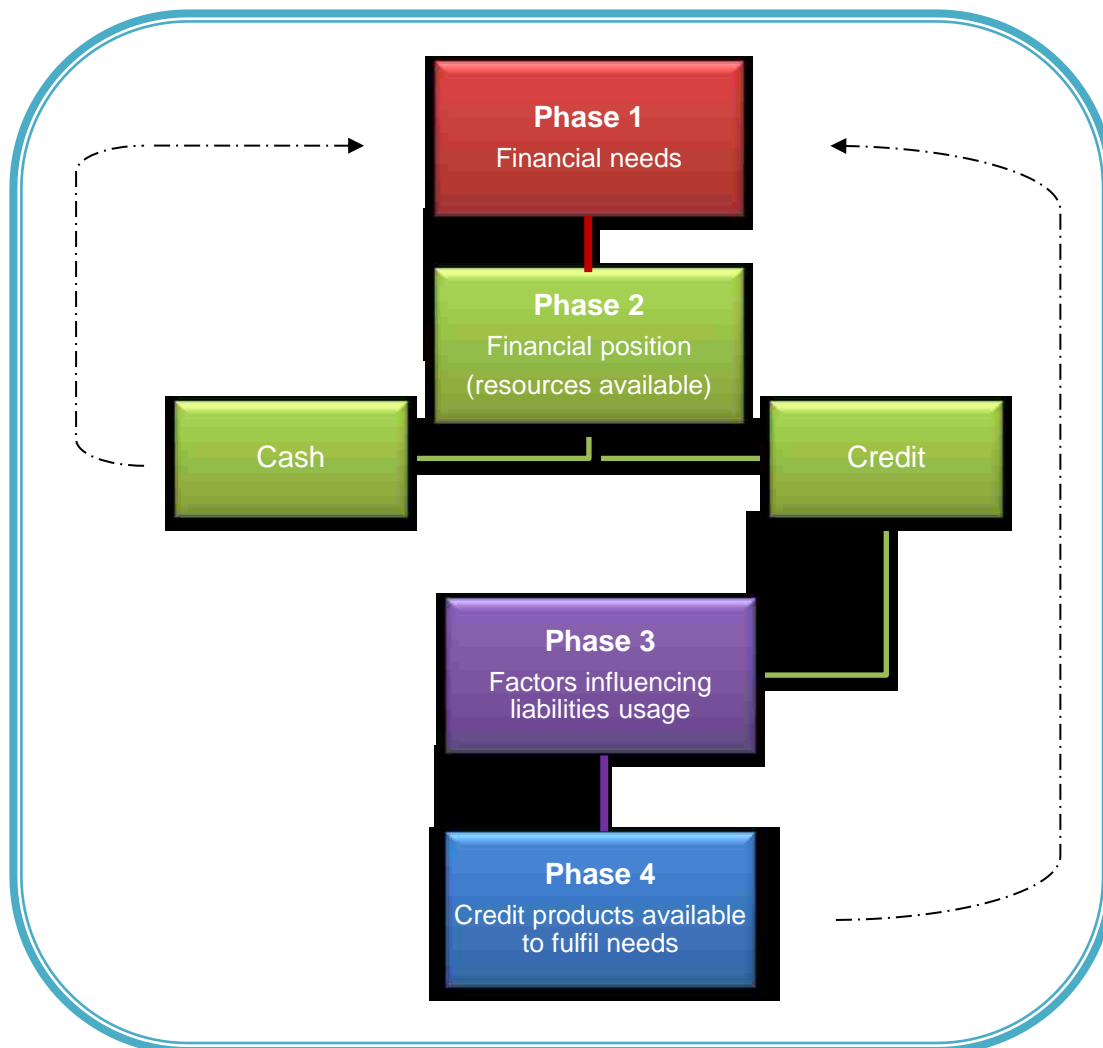 Phase 1
Financial needs
Phase 2
Financial position
(resources available)
Cash
Credit
Phase 3
Factors influencing
liabilities usage
Phase 4
Credit products available
to fulfil needs